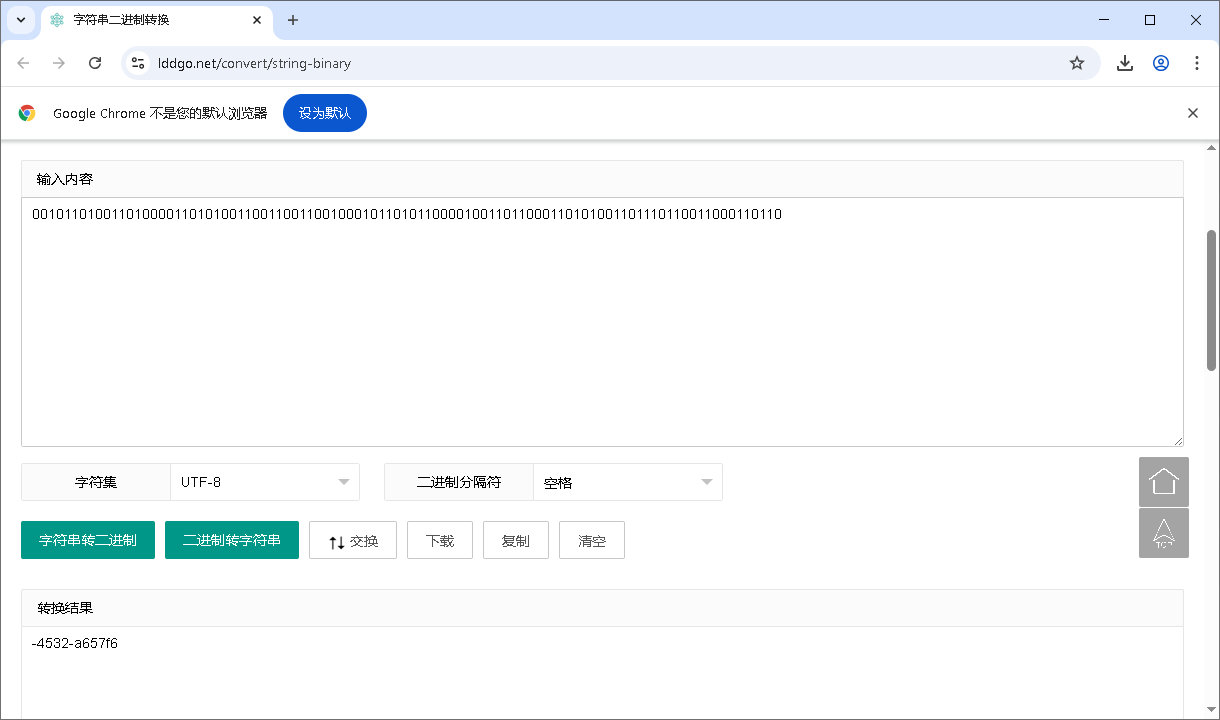 字符串二进制转换
lddgo.net/convert/string-binary
Google Chrome 不是您的默认浏览器 设为默认
输入内容
001011010011010000110101001100110011001000101101011000010011011000110101001101110110011000110110
字符集 UTF-8 二进制分隔符 空格
字符串转二进制 二进制转字符串 交换 下载 复制 清空
TOP
转换结果
-4532-a657f6